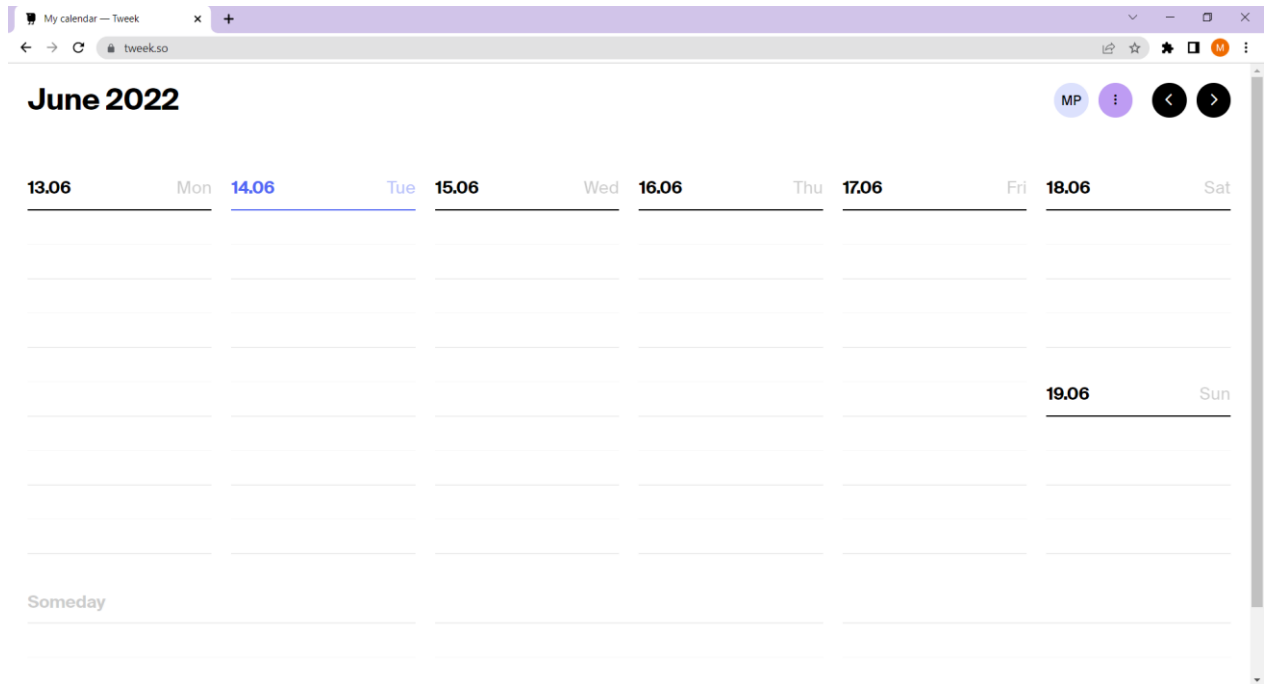 My calendar — Tweek
tweek.so
M
June 2022
MP
13.06 Mon 14.06 Tue 15.06 Wed 16.06 Thu 17.06 Fri 18.06 Sat
19.06 Sun
Someday